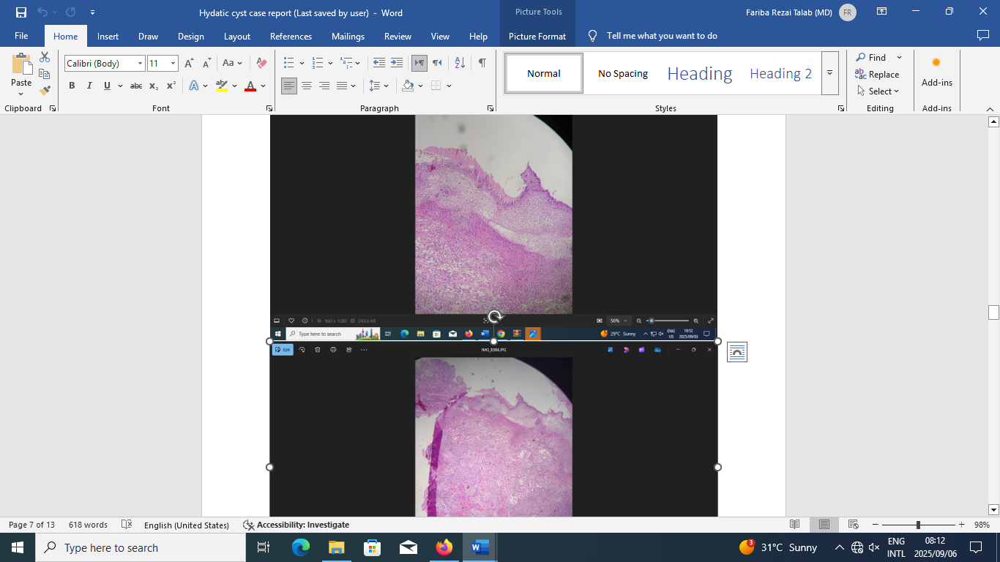 Hydatic cyst case report (Last saved by user) - Word
Picture Tools
Fariba Rezai Talab (MD)
FR
File
Home
Insert
Draw
Design
Layout
References
Mailings
Review
View
Help
Picture Format
Tell me what you want to do
Paste
Clipboard
Calibri (Body)
11
Font
Paragraph
Normal
No Spacing
Heading
Heading 2
Styles
Find
Replace
Select
Editing
Add-ins
Add-ins
960 x 1280
243.6 KB
50%
Type here to search
29°C Sunny
ENG
US
10:52
2025/09/03
Edit
IMG_8384.JPG
Page 7 of 13
618 words
English (United States)
Accessibility: Investigate
98%
Type here to search
3
31°C Sunny
ENG
INTL
08:12
2025/09/06